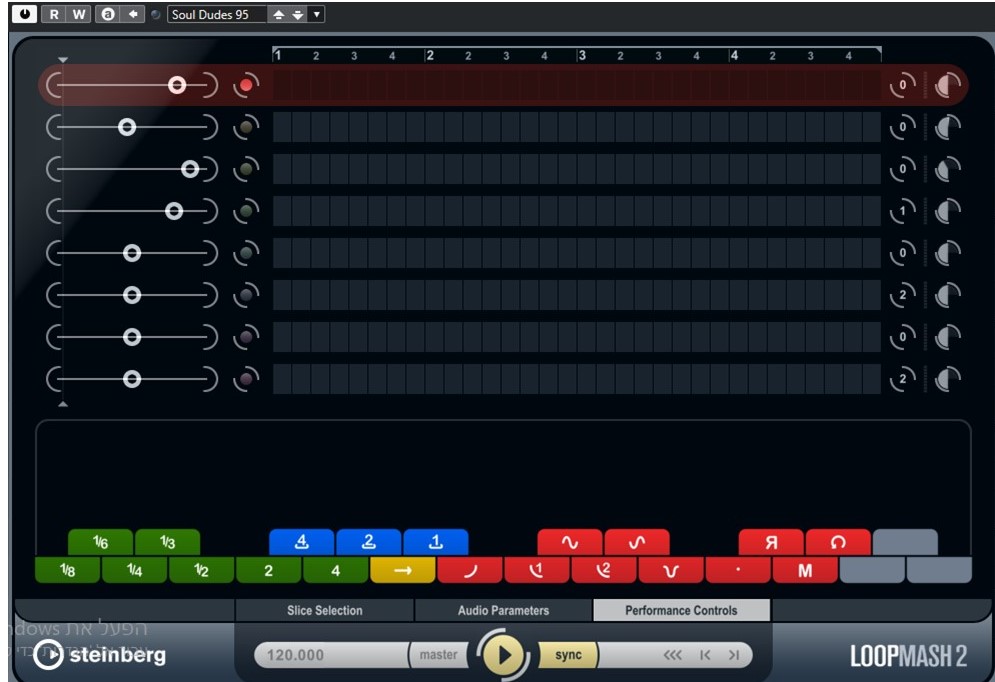 R W a Soul Dudes 95
1 2 3 4 2 2 3 4 3 2 3 4 4 2 3 4
0
0
0
1
0
2
0
2
1/6 1/3 4 2 1 Я
1/8 1/4 1/2 2 4 → 1 2 · M
Slice Selection Audio Parameters Performance Controls
הפעל את
steinberg 120.000 master sync LOOPMASH 2